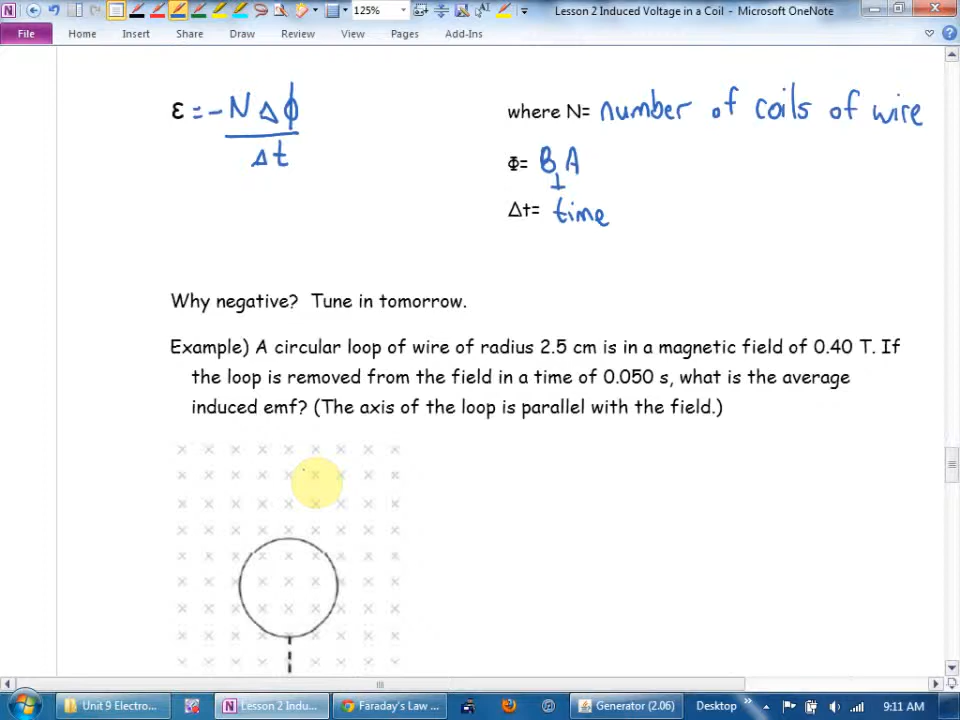 Lesson 2 Induced Voltage in a Coil - Microsoft OneNote
125%
File Home Insert Share Draw Review View Pages Add-Ins
ε = -N Δϕ
Δt
where N= number of coils of wire
Φ= B⊥A
Δt= time
Why negative? Tune in tomorrow.
Example) A circular loop of wire of radius 2.5 cm is in a magnetic field of 0.40 T. If
the loop is removed from the field in a time of 0.050 s, what is the average
induced emf? (The axis of the loop is parallel with the field.)
Unit 9 Electro... Lesson 2 Indu... Faraday's Law ... Generator (2.06) Desktop 9:11 AM